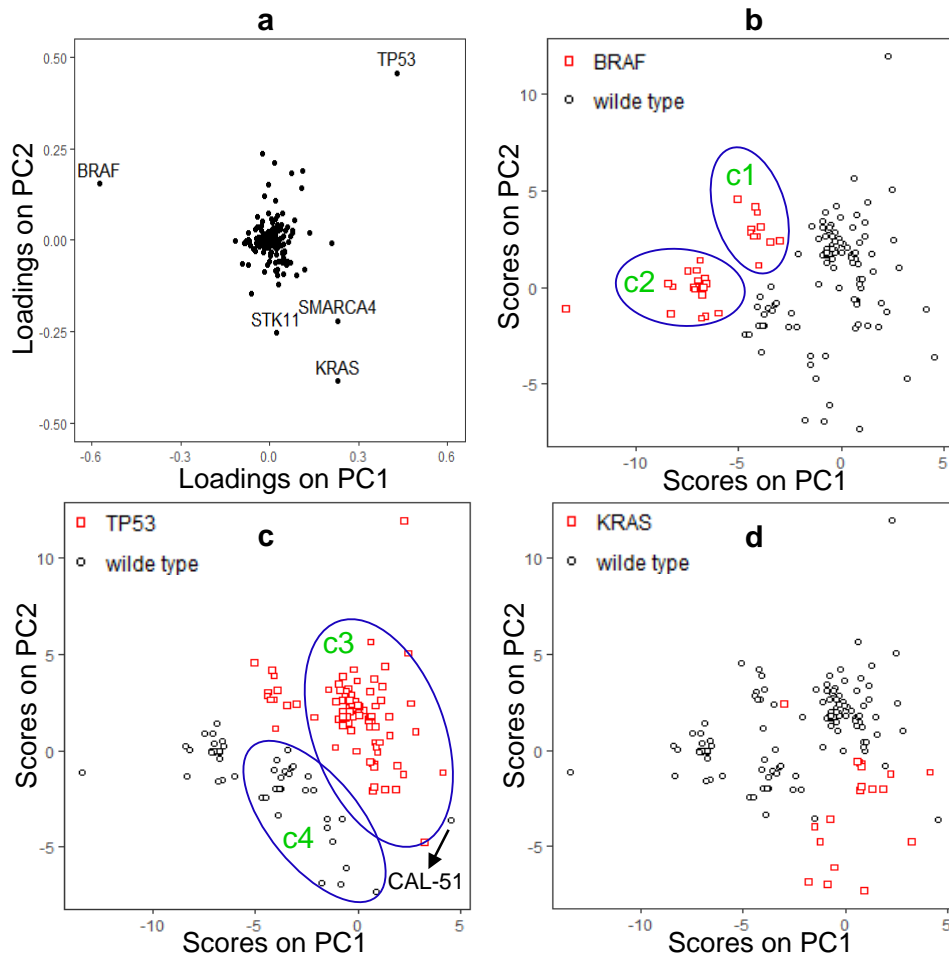 a
0.50
0.25
0.00
-0.25
-0.50
-0.6
-0.3
0.0
0.3
0.6
TP53
BRAF
SMARCA4
STK11
KRAS
Loadings on PC2
Loadings on PC1
b
BRAF
wilde type
c1
c2
10
5
0
-5
-10
-5
0
5
Scores on PC2
Scores on PC1
c
TP53
wilde type
c3
c4
CAL-51
10
5
0
-5
-10
-5
0
5
Scores on PC2
Scores on PC1
d
KRAS
wilde type
10
5
0
-5
-10
-5
0
5
Scores on PC2
Scores on PC1